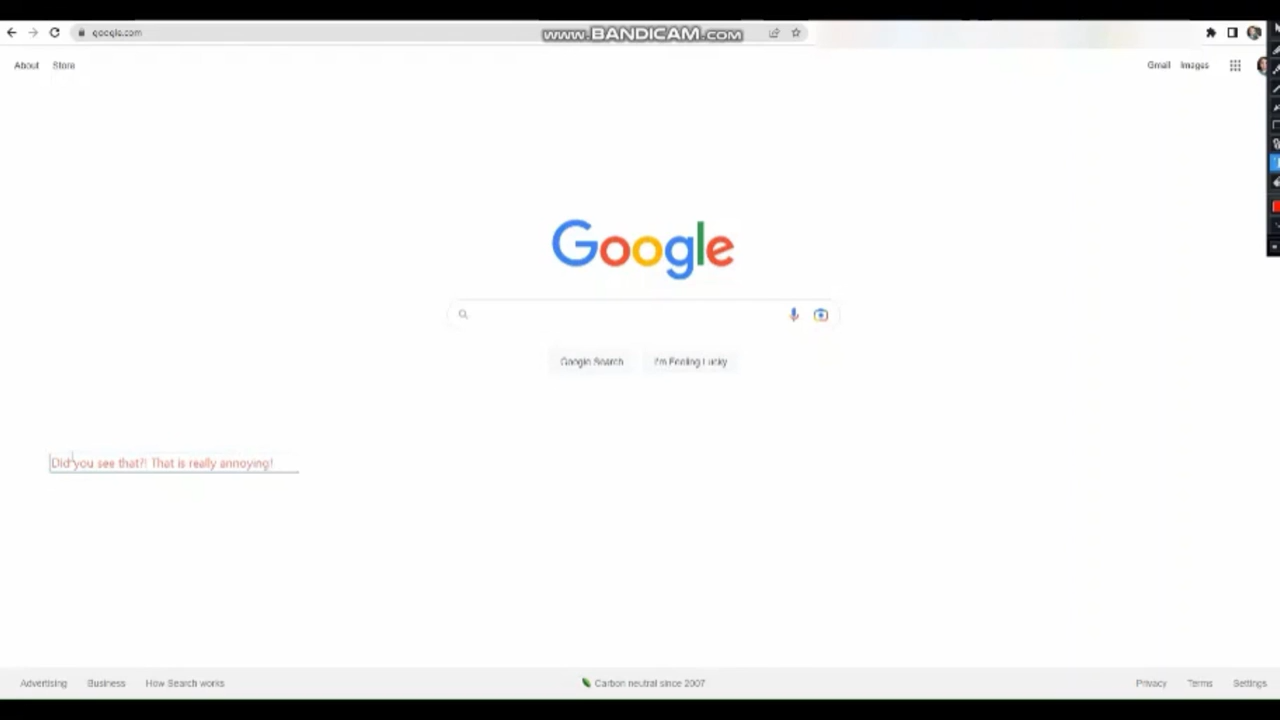 google.com
www.BANDICAM.com
About Store
Gmail Images
Google
Google Search I'm Feeling Lucky
Did you see that?! That is really annoying!
Advertising Business How Search works
Carbon neutral since 2007
Privacy Terms Settings